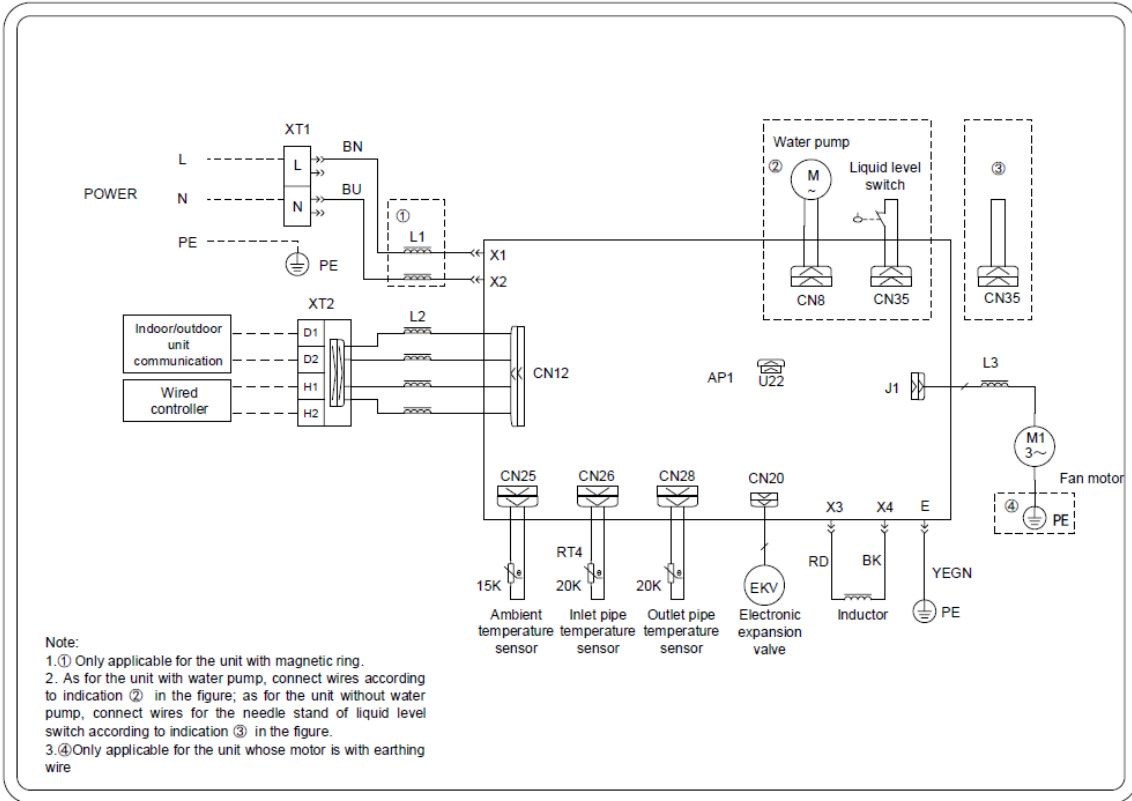 XT1
L
L
BN
POWER
N
N
BU
PE
PE
①
L1
X1
X2
Water pump
②
M
~
Liquid level
switch
CN8
CN35
③
CN35
XT2
Indoor/outdoor
unit
communication
Wired
controller
D1
D2
H1
H2
L2
CN12
AP1
U22
J1
L3
M1
3~
Fan motor
④
PE
CN25
CN26
CN28
CN20
X3
X4
E
RT4
15K
20K
20K
EKV
RD
BK
YEGN
PE
Ambient
temperature
sensor
Inlet pipe
temperature
sensor
Outlet pipe
temperature
sensor
Electronic
expansion
valve
Inductor
Note:
1.① Only applicable for the unit with magnetic ring.
2. As for the unit with water pump, connect wires according
to indication ② in the figure; as for the unit without water
pump, connect wires for the needle stand of liquid level
switch according to indication ③ in the figure.
3.④Only applicable for the unit whose motor is with earthing
wire